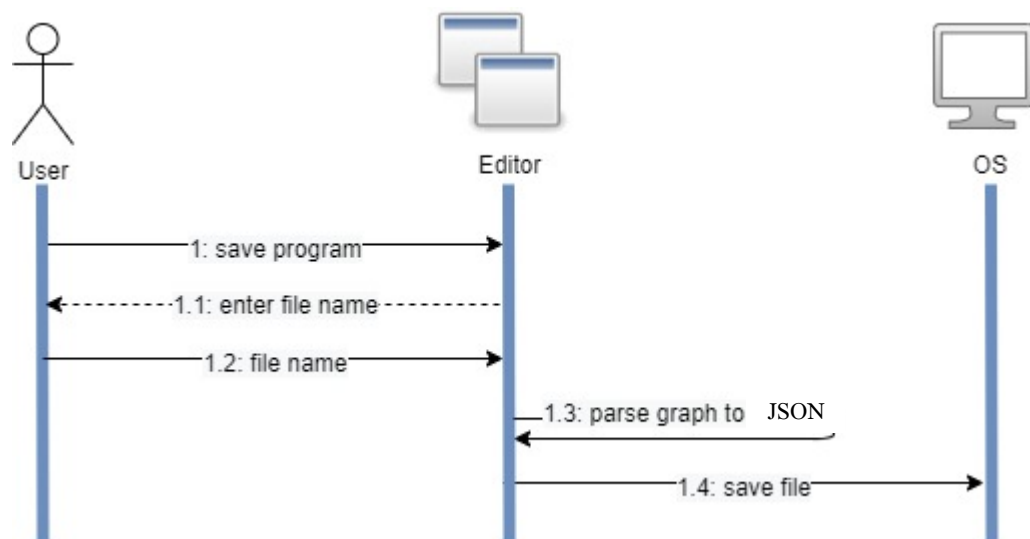 User
Editor
OS
1: save program
1.1: enter file name
1.2: file name
1.3: parse graph to JSON
1.4: save file